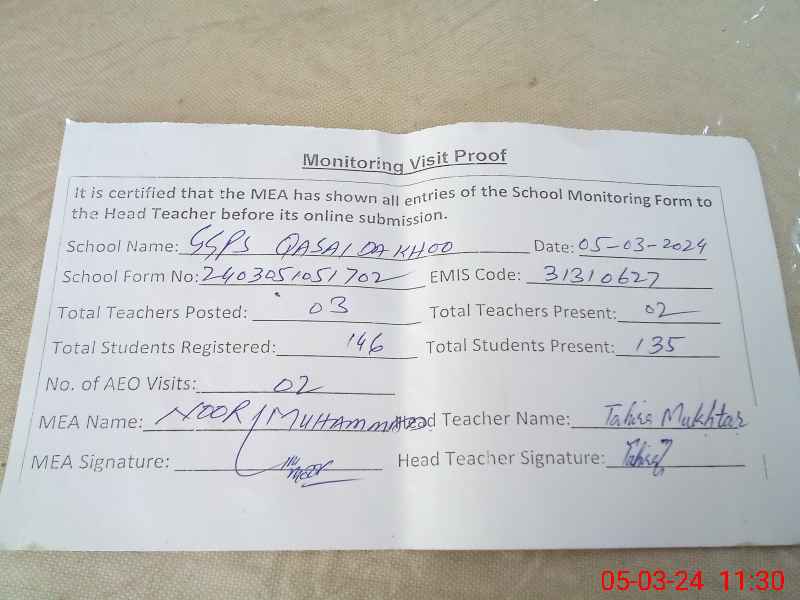 Monitoring Visit Proof
It is certified that the MEA has shown all entries of the School Monitoring Form to
the Head Teacher before its online submission.
School Name: GGPS QASAI DA KHOO Date: 05-03-2024
School Form No: 2403051051702 EMIS Code: 31310627
Total Teachers Posted: 03 Total Teachers Present: 02
Total Students Registered: 146 Total Students Present: 135
No. of AEO Visits: 02
MEA Name: NOOR MUHAMMAD Head Teacher Name: Tahira Mukhtar
MEA Signature: Head Teacher Signature: Tahira
05-03-24 11:30